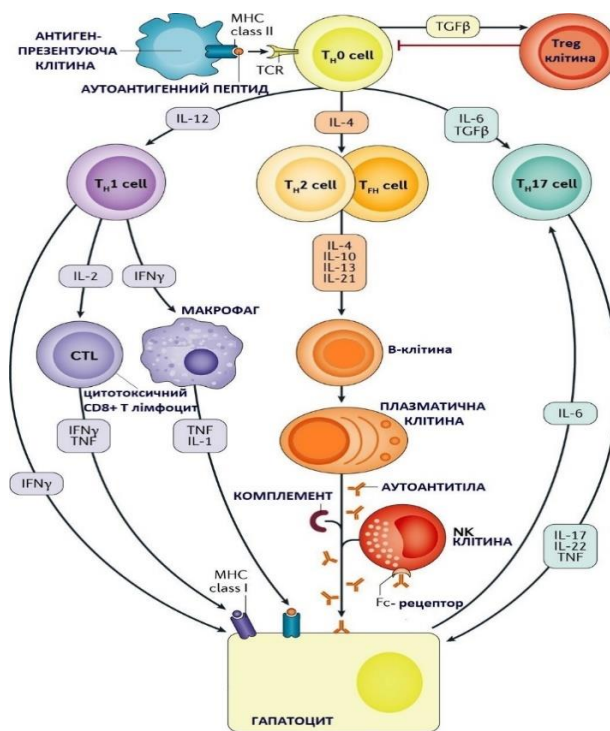 АНТИГЕН-
ПРЕЗЕНТУЮЧА
КЛІТИНА
MHC
class II
TCR
АУТОАНТИГЕННИЙ ПЕПТИД
TH0 cell
TGFβ
Treg
клітина
IL-12
IL-4
IL-6
TGFβ
TH1 cell
TH2 cell
TFH cell
TH17 cell
IL-2
IFNγ
IL-4
IL-10
IL-13
IL-21
МАКРОФАГ
CTL
ЦИТОТОКСИЧНИЙ
CD8+ Т ЛІМФОЦИТ
В-КЛІТИНА
ПЛАЗМАТИЧНА
КЛІТИНА
IFNγ
TNF
TNF
IL-1
IL-6
IFNγ
АУТОАНТИТІЛА
КОМПЛЕМЕНТ
NK
КЛІТИНА
Fc- рецептор
IL-17
IL-22
TNF
MHC
class I
ГАПАТОЦИТ